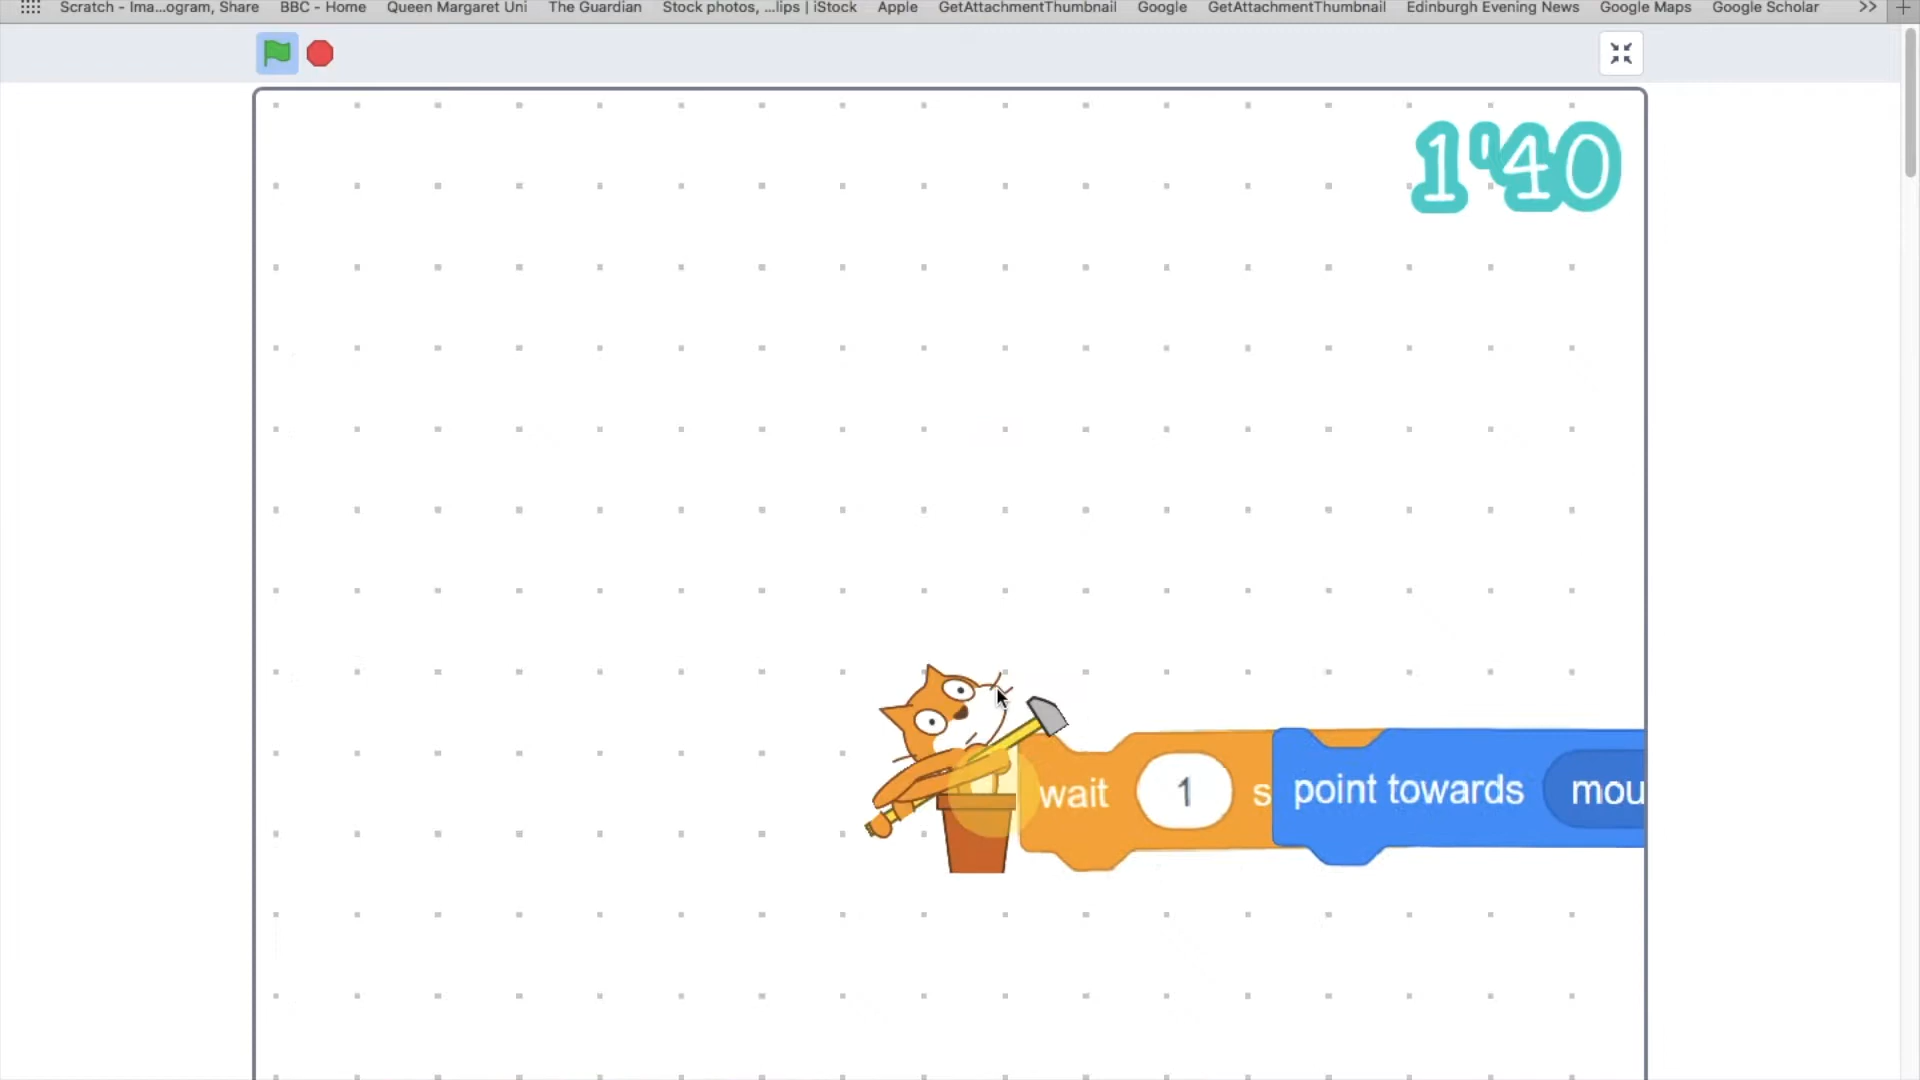 Scratch - Ima...ogram, Share BBC - Home Queen Margaret Uni The Guardian Stock photos, ...lips | iStock Apple GetAttachmentThumbnail Google GetAttachmentThumbnail Edinburgh Evening News Google Maps Google Scholar >> +
1"40
wait 1 s point towards mou